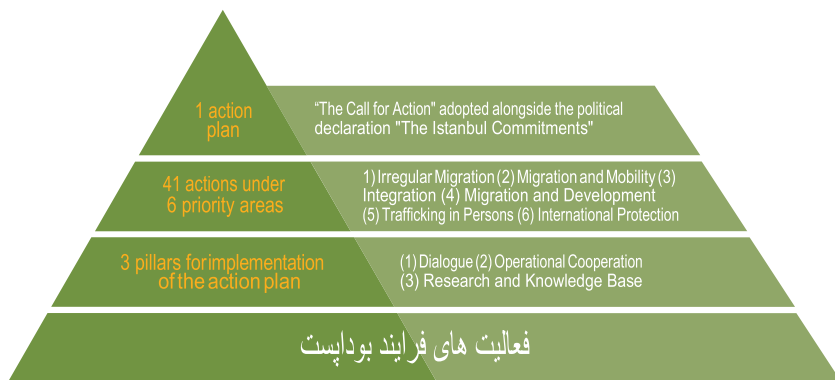 1 action
plan
“The Call for Action" adopted alongside the political
declaration "The Istanbul Commitments"
41 actions under
6 priority areas
1) Irregular Migration (2) Migration and Mobility (3)
Integration (4) Migration and Development
(5) Trafficking in Persons (6) International Protection
3 pillars for implementation
of the action plan
(1) Dialogue (2) Operational Cooperation
(3) Research and Knowledge Base
فعالیت های فرایند بوداپست